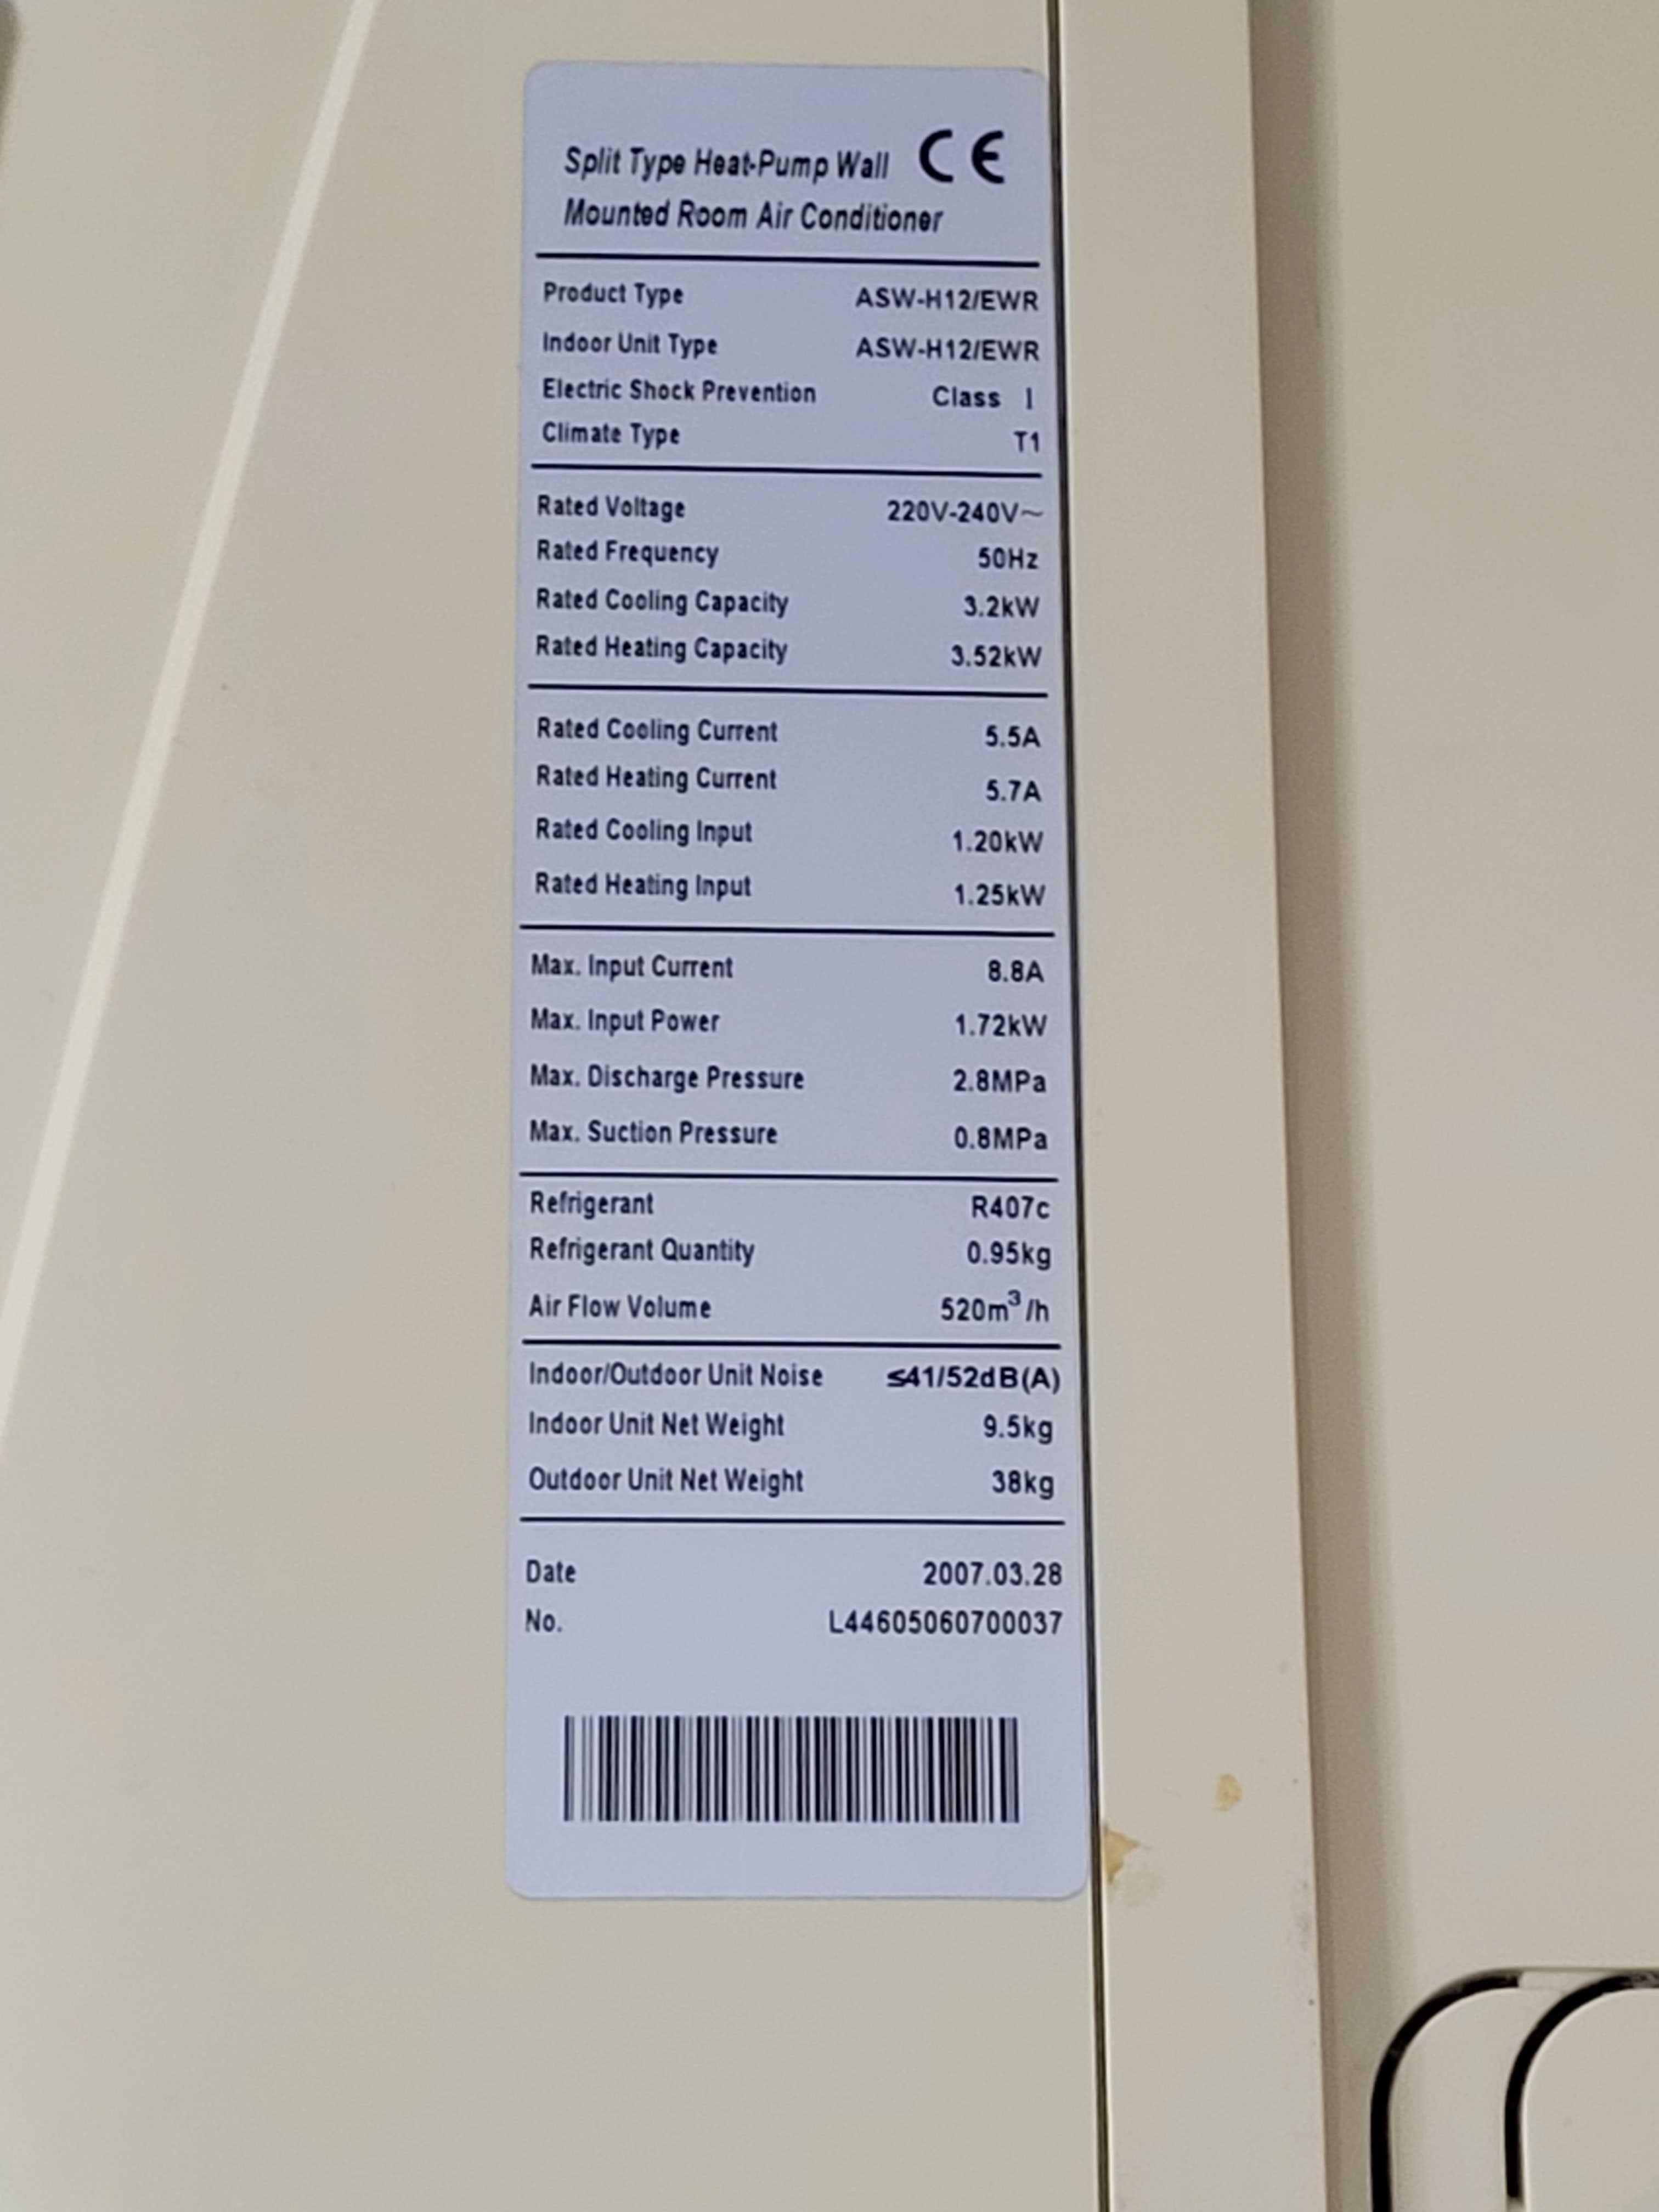 Split Type Heat-Pump Wall CE
Mounted Room Air Conditioner
Product Type ASW-H12/EWR
Indoor Unit Type ASW-H12/EWR
Electric Shock Prevention Class I
Climate Type T1
Rated Voltage 220V-240V~
Rated Frequency 50Hz
Rated Cooling Capacity 3.2kW
Rated Heating Capacity 3.52kW
Rated Cooling Current 5.5A
Rated Heating Current 5.7A
Rated Cooling Input 1.20kW
Rated Heating Input 1.25kW
Max. Input Current 8.8A
Max. Input Power 1.72kW
Max. Discharge Pressure 2.8MPa
Max. Suction Pressure 0.8MPa
Refrigerant R407c
Refrigerant Quantity 0.95kg
Air Flow Volume 520m³/h
Indoor/Outdoor Unit Noise ≤41/52dB(A)
Indoor Unit Net Weight 9.5kg
Outdoor Unit Net Weight 38kg
Date 2007.03.28
No. L44605060700037